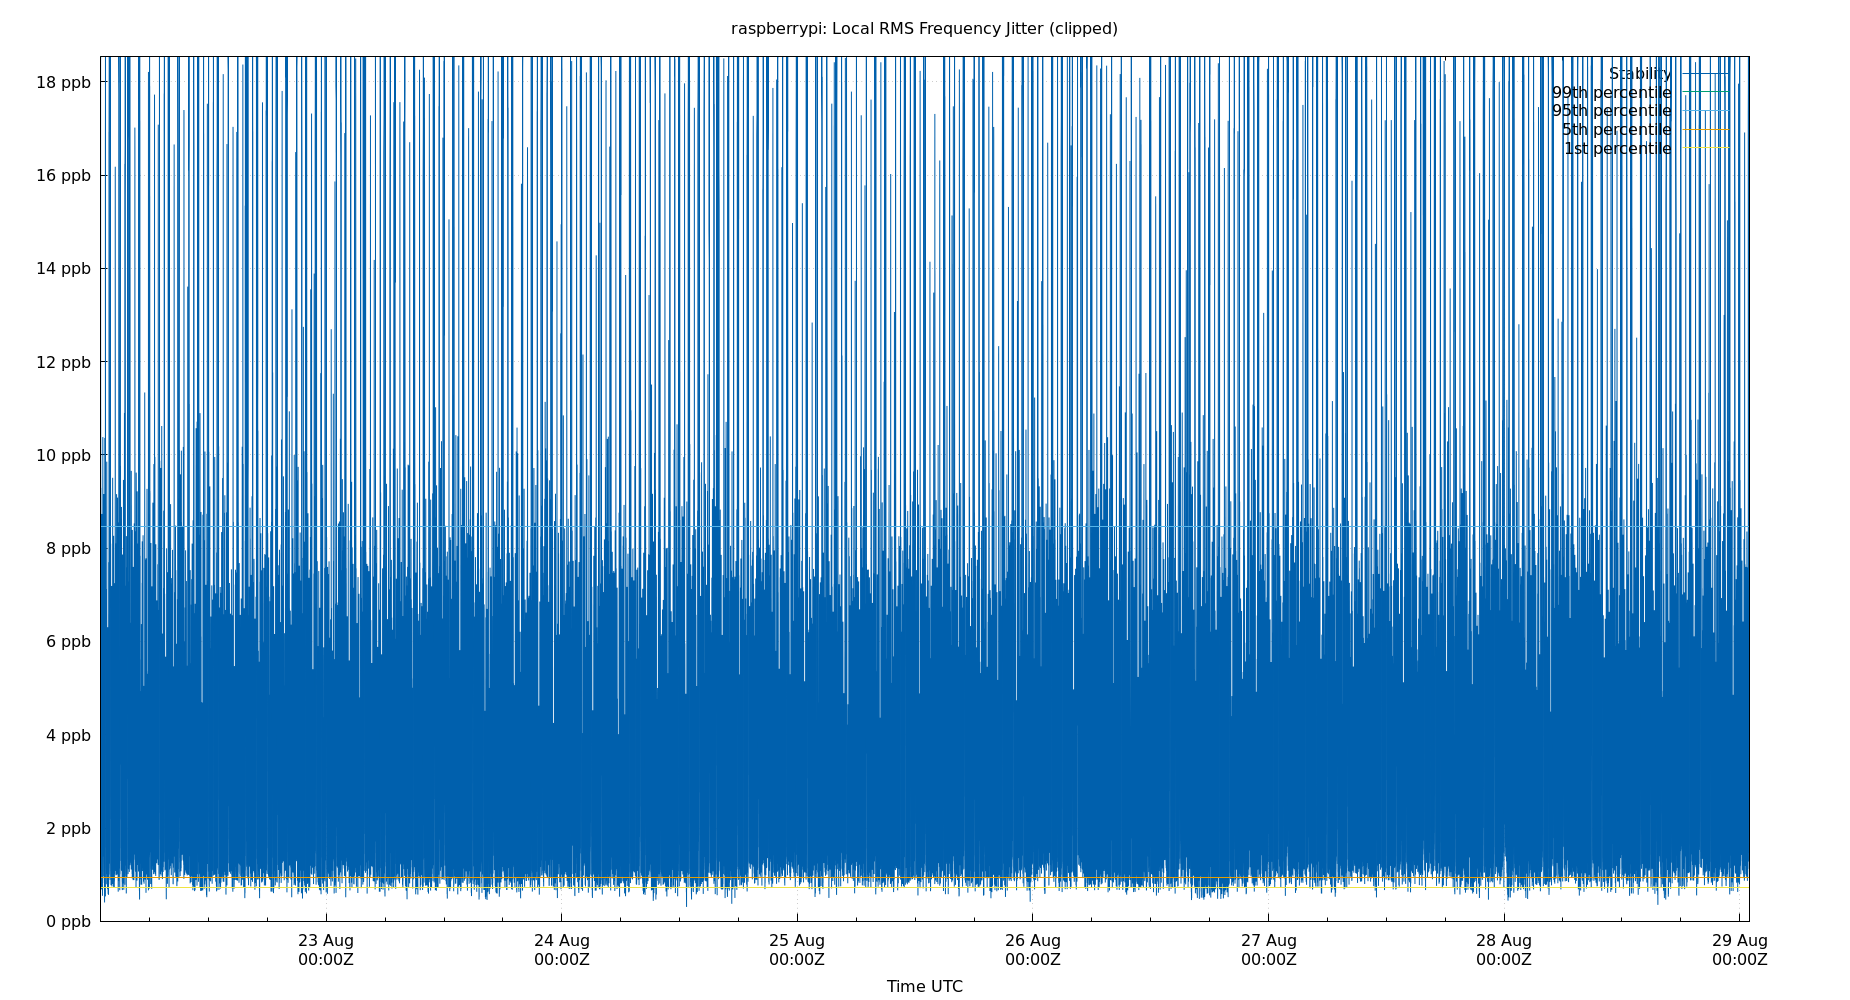 raspberrypi: Local RMS Frequency Jitter (clipped)
18 ppb
16 ppb
14 ppb
12 ppb
10 ppb
8 ppb
6 ppb
4 ppb
2 ppb
0 ppb
Stability
99th percentile
95th percentile
5th percentile
1st percentile
23 Aug
00:00Z
24 Aug
00:00Z
25 Aug
00:00Z
26 Aug
00:00Z
27 Aug
00:00Z
28 Aug
00:00Z
29 Aug
00:00Z
Time UTC